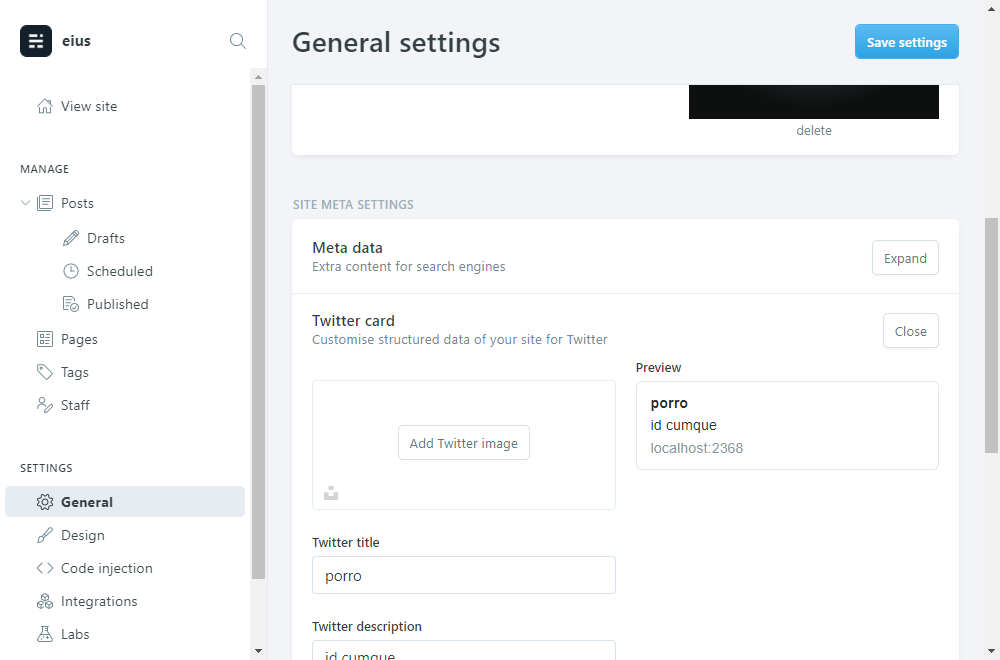 eius
View site
MANAGE
Posts
Drafts
Scheduled
Published
Pages
Tags
Staff
SETTINGS
General
Design
Code injection
Integrations
Labs
General settings
Save settings
delete
SITE META SETTINGS
Meta data
Extra content for search engines
Expand
Twitter card
Customise structured data of your site for Twitter
Close
Add Twitter image
Preview
porro
id cumque
localhost:2368
Twitter title
porro
Twitter description
id cumque